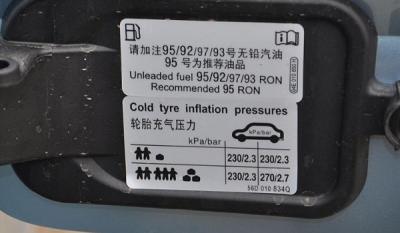 请加注95/92/97/93号无铅汽油
95 号为推荐油品
Unleaded fuel 95/92/97/93 RON
Recommended 95 RON
Cold tyre inflation pressures
轮胎充气压力
kPa/bar
kPa/bar
230/2.3 230/2.3
230/2.3 270/2.7
56D 010 834Q